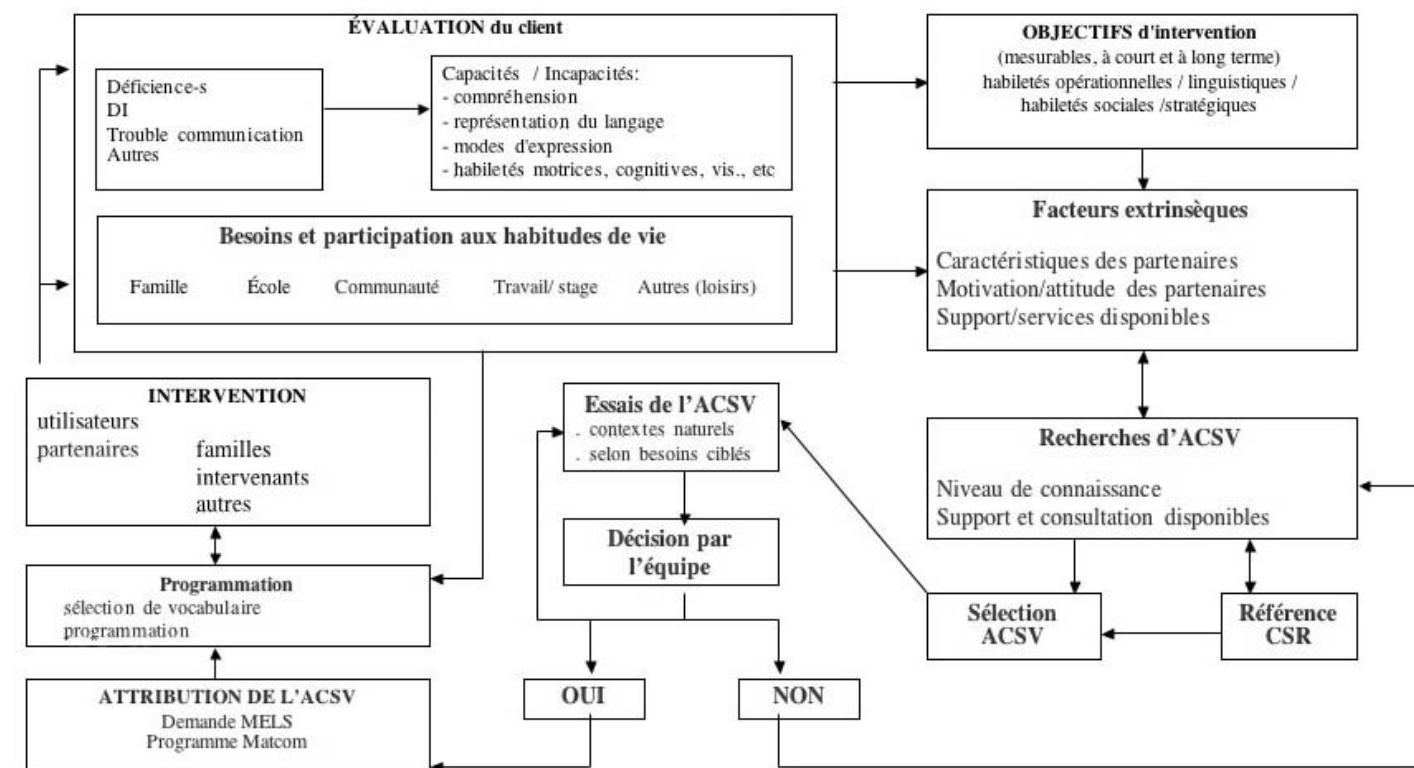 ÉVALUATION du client
Déficience-s
DI
Trouble communication
Autres
Capacités / Incapacités:
- compréhension
- représentation du langage
- modes d'expression
- habiletés motrices, cognitives, vis., etc
Besoins et participation aux habitudes de vie
Famille École Communauté Travail/ stage Autres (loisirs)
OBJECTIFS d'intervention
(mesurables, à court et à long terme)
habiletés opérationnelles / linguistiques /
habiletés sociales /stratégiques
Facteurs extrinsèques
Caractéristiques des partenaires
Motivation/attitude des partenaires
Support/services disponibles
INTERVENTION
utilisateurs
partenaires familles
intervenants
autres
Essais de l'ACSV
. contextes naturels
. selon besoins ciblés
Recherches d'ACSV
Niveau de connaissance
Support et consultation disponibles
Décision par
l'équipe
Programmation
sélection de vocabulaire
programmation
Sélection
ACSV
Référence
CSR
ATTRIBUTION DE L'ACSV
Demande MELS
Programme Matcom
OUI
NON